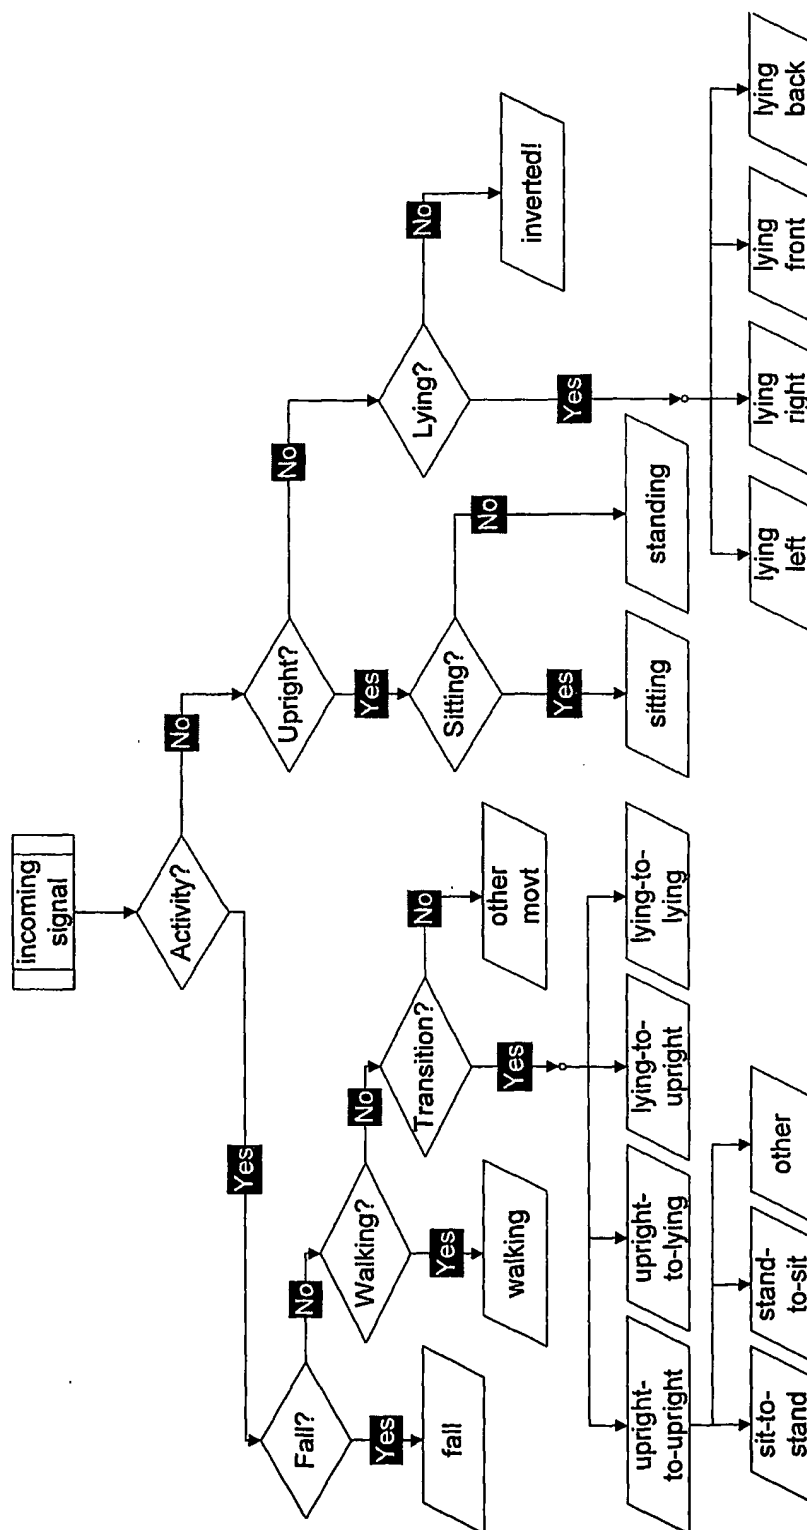 incoming
signal
Activity?
Yes
No
Fall?
No
Yes
fall
Walking?
No
Yes
walking
Transition?
No
Yes
other
movt
upright-
to-upright
upright-
to-lying
lying-to-
upright
lying-to-
lying
sit-to-
stand
stand-
to-sit
other
Upright?
No
Yes
Sitting?
No
Yes
sitting
standing
Lying?
No
Yes
inverted!
lying
left
lying
right
lying
front
lying
back